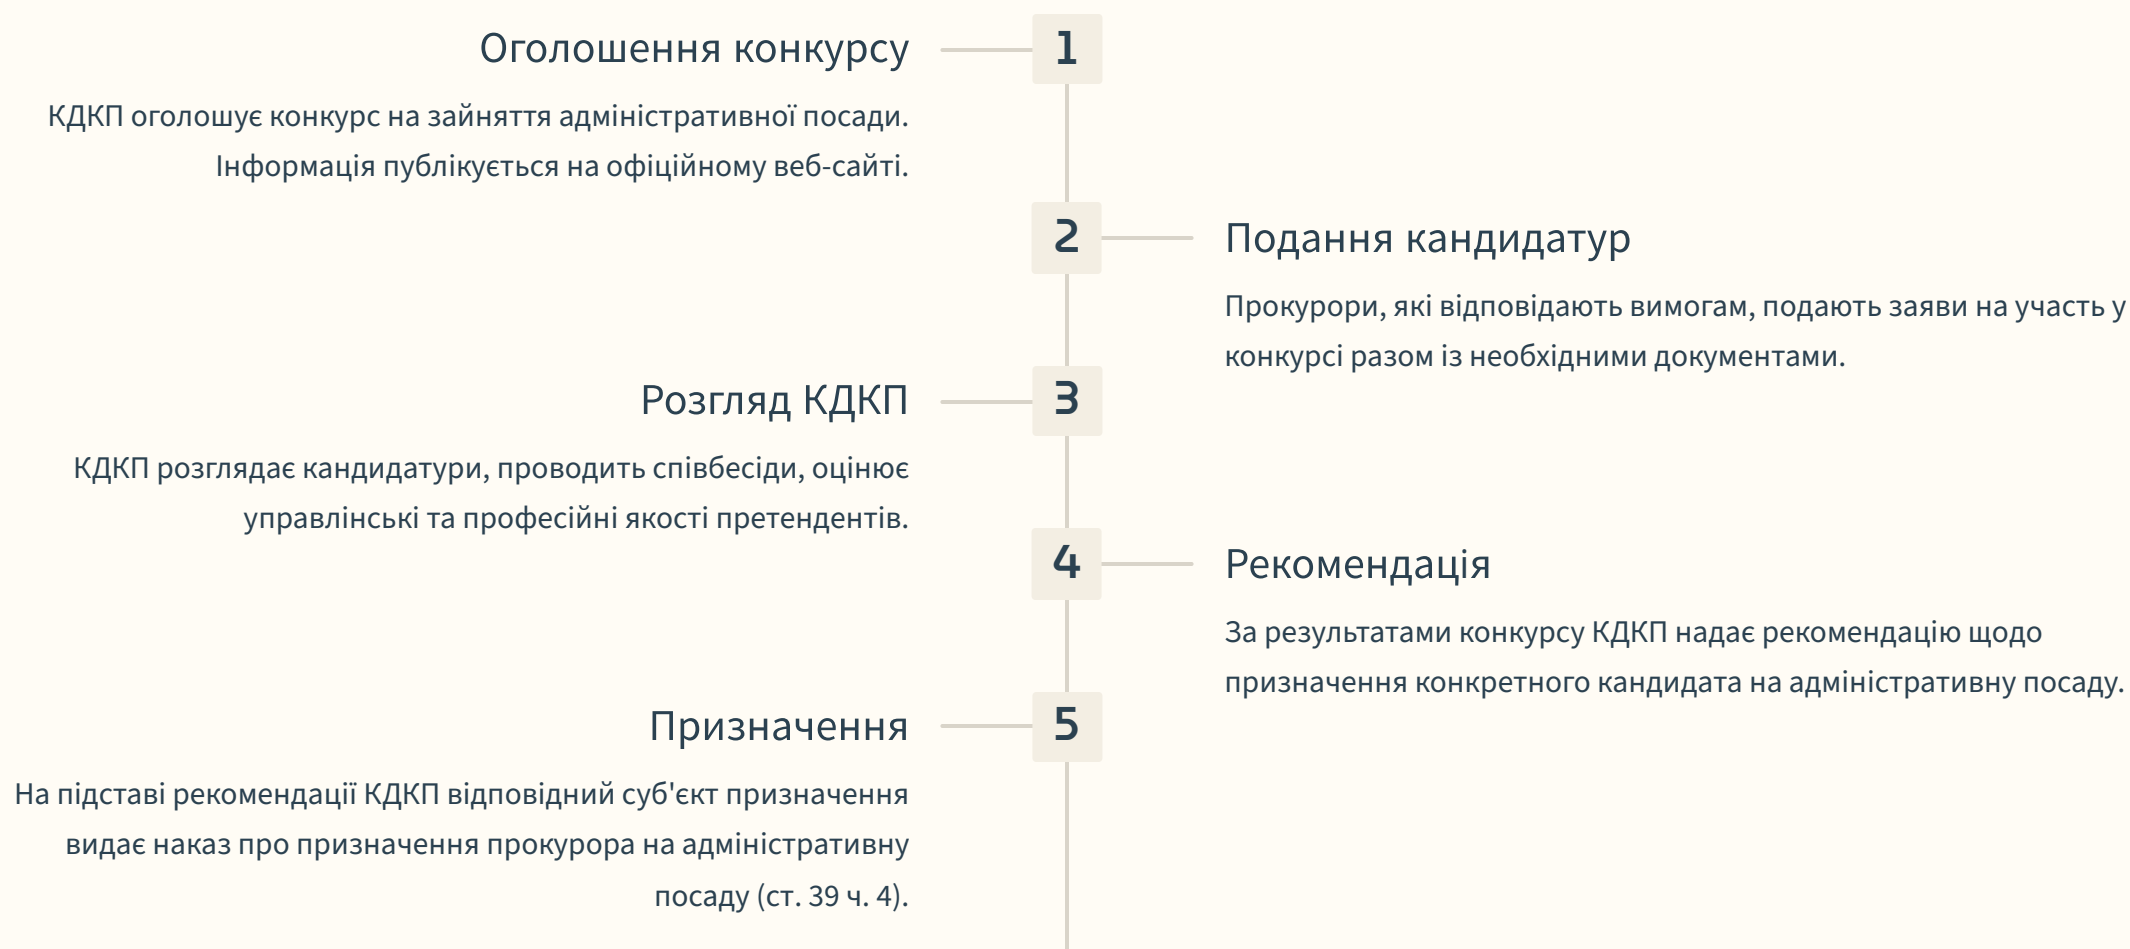 1
Оголошення конкурсу
КДКП оголошує конкурс на зайняття адміністративної посади.
Інформація публікується на офіційному веб-сайті.
2
Подання кандидатур
Прокурори, які відповідають вимогам, подають заяви на участь у
конкурсі разом із необхідними документами.
3
Розгляд КДКП
КДКП розглядає кандидатури, проводить співбесіди, оцінює
управлінські та професійні якості претендентів.
4
Рекомендація
За результатами конкурсу КДКП надає рекомендацію щодо
призначення конкретного кандидата на адміністративну посаду.
5
Призначення
На підставі рекомендації КДКП відповідний суб'єкт призначення
видає наказ про призначення прокурора на адміністративну
посаду (ст. 39 ч. 4).